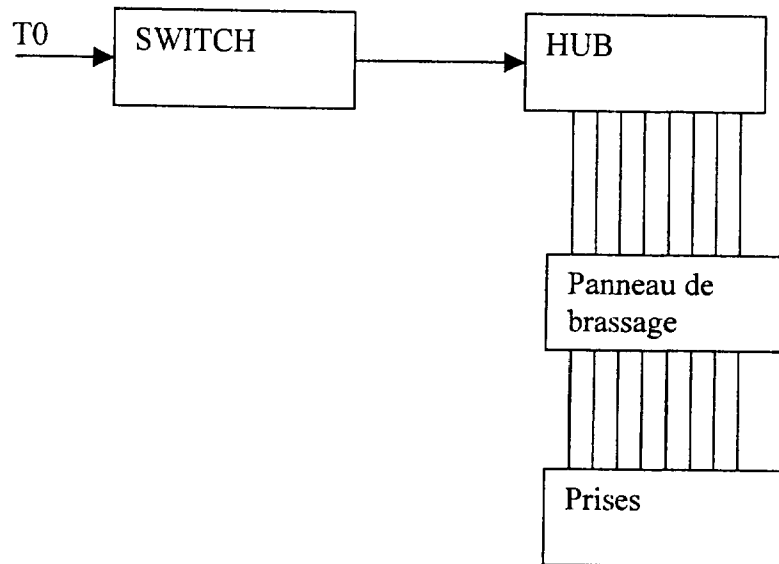 T0
SWITCH
HUB
Panneau de
brassage
Prises